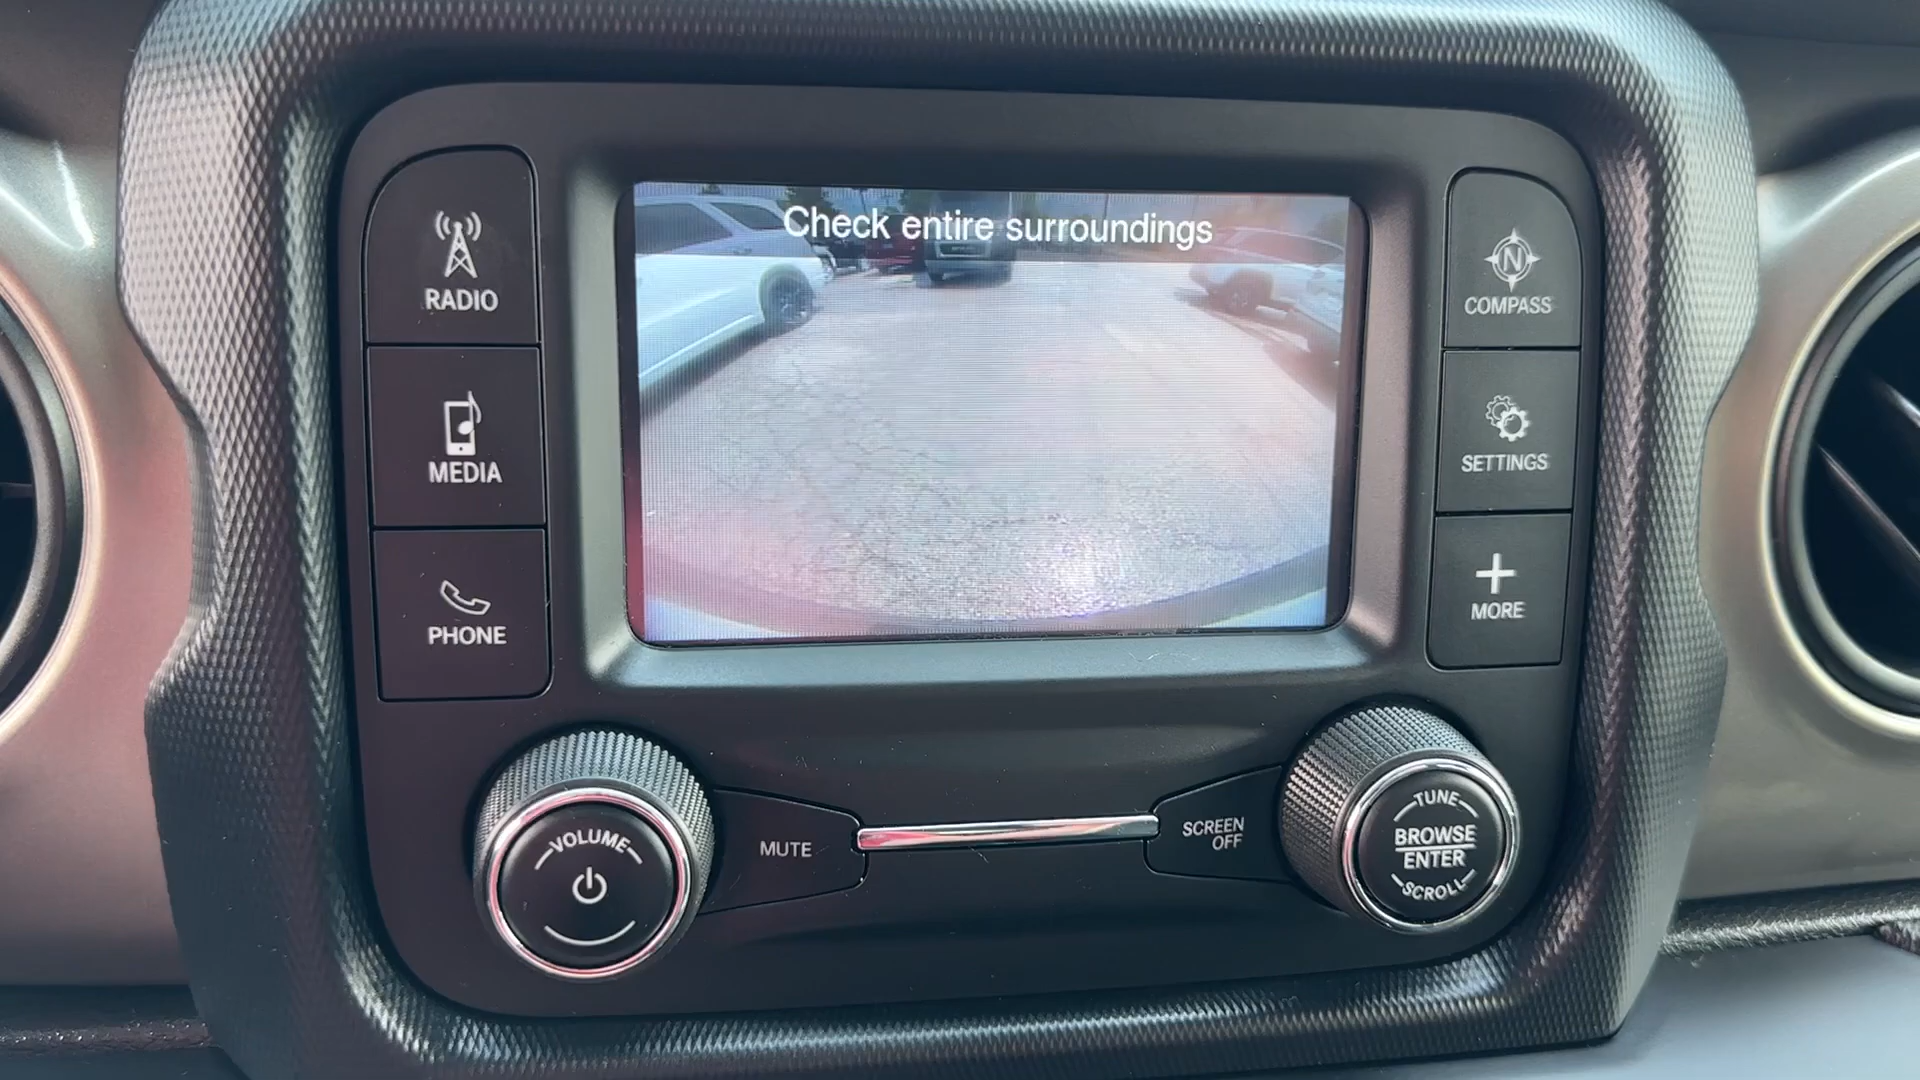 Check entire surroundings
RADIO
MEDIA
PHONE
N
COMPASS
SETTINGS
MORE
VOLUME
MUTE
SCREEN
OFF
TUNE
BROWSE
ENTER
SCROLL